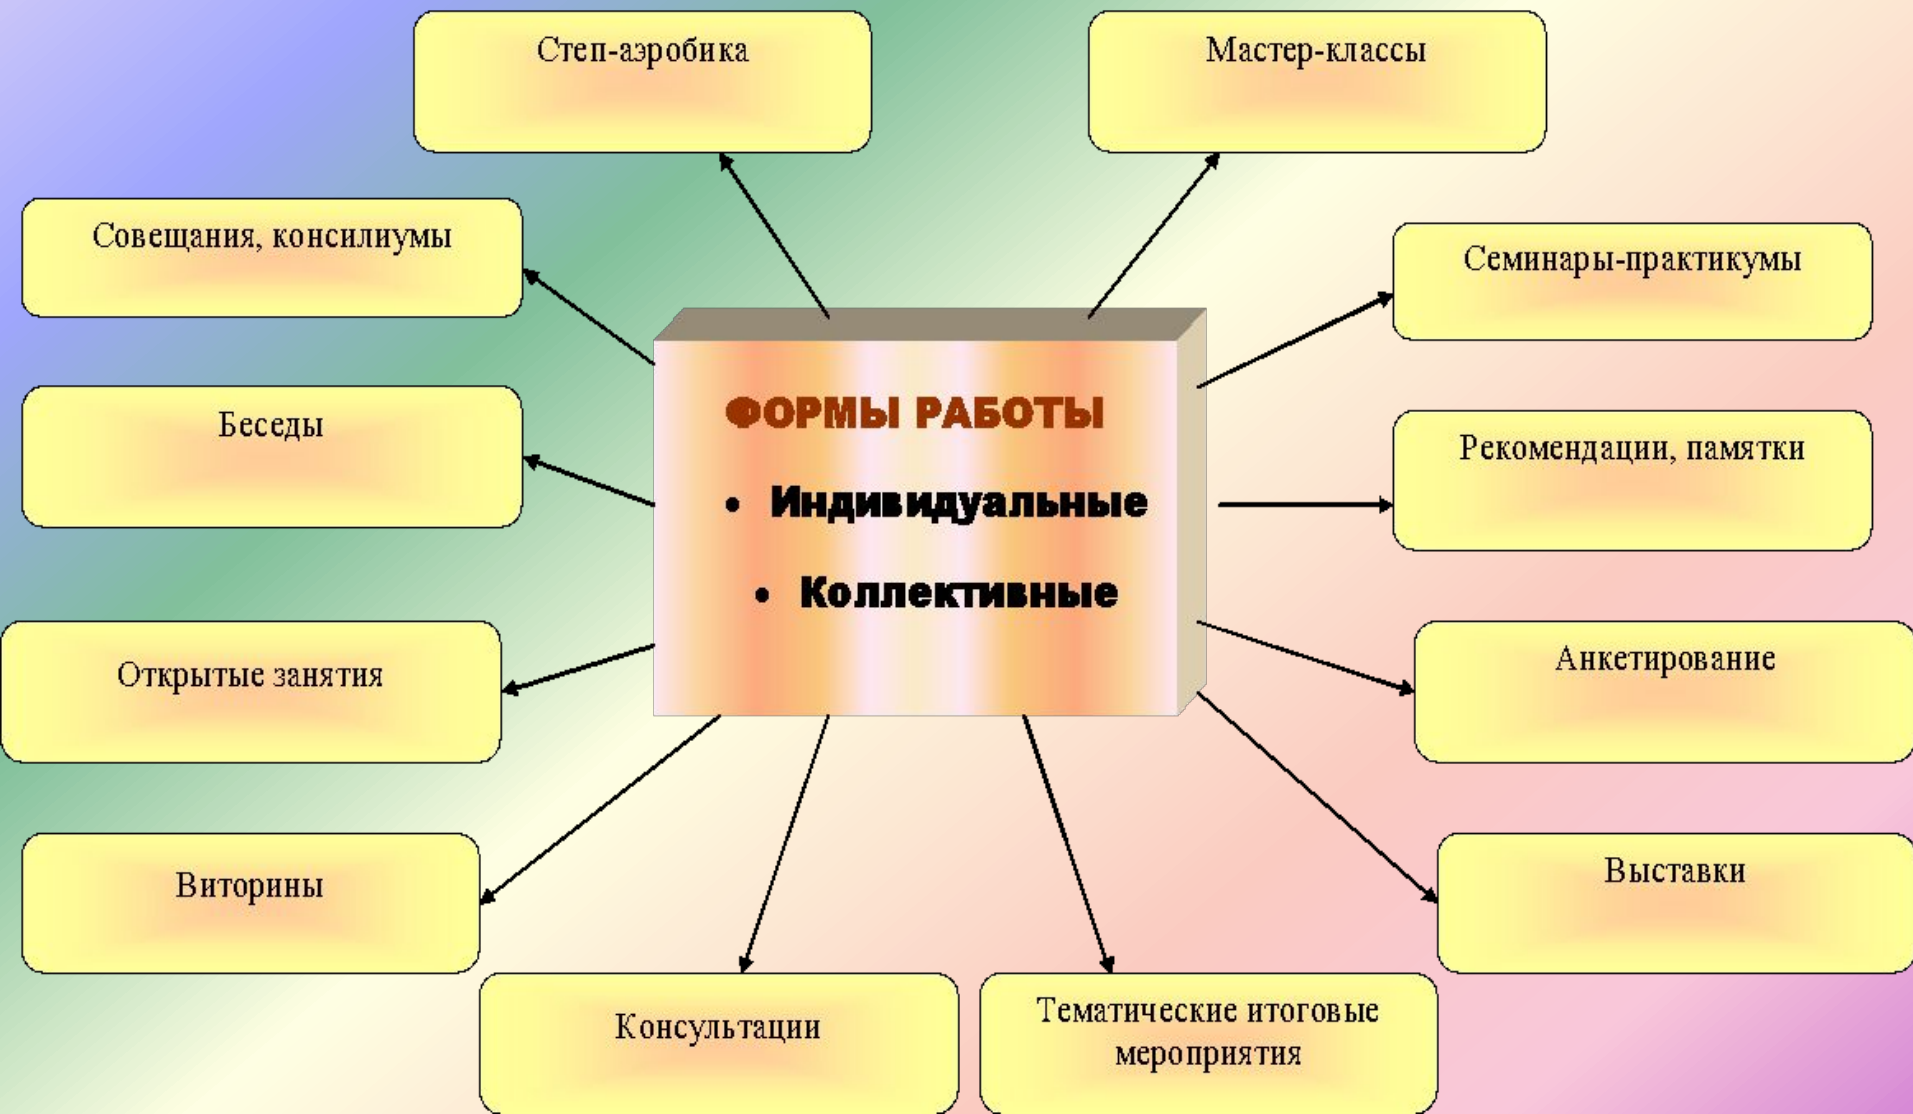 Степ-аэробика
Мастер-классы
Совещания, консилиумы
Семинары-практикумы
Беседы
Рекомендации, памятки
ФОРМЫ РАБОТЫ
• Индивидуальные
• Коллективные
Открытые занятия
Анкетирование
Виторины
Выставки
Консультации
Тематические итоговые
мероприятия